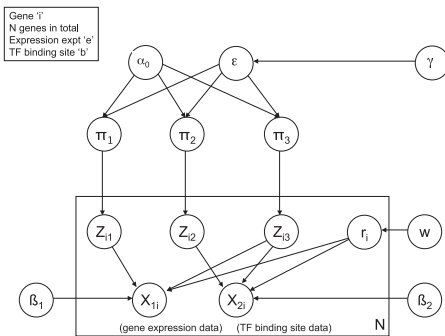 Gene 'i'
N genes in total
Expression expt 'e'
TF binding site 'b'
α0 ε γ
π1 π2 π3
Zi1 Zi2 Zi3 ri w
ß1 X1i X2i ß2
N
(gene expression data) (TF binding site data)